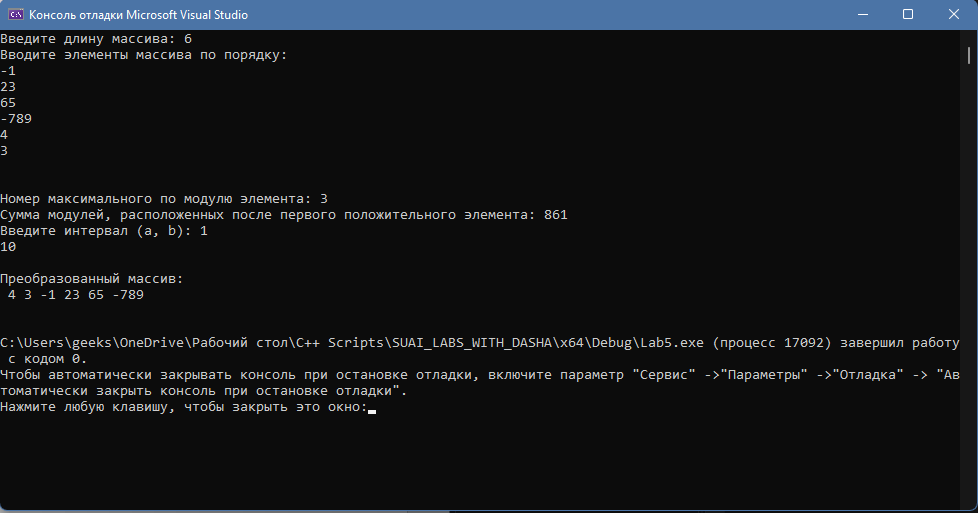 Консоль отладки Microsoft Visual Studio
Введите длину массива: 6
Вводите элементы массива по порядку:
-1
23
65
-789
4
3
Номер максимального по модулю элемента: 3
Сумма модулей, расположенных после первого положительного элемента: 861
Введите интервал (a, b): 1
10
Преобразованный массив:
4 3 -1 23 65 -789
C:\Users\geeks\OneDrive\Рабочий стол\C++ Scripts\SUAI_LABS_WITH_DASHA\x64\Debug\Lab5.exe (процесс 17092) завершил работу
с кодом 0.
Чтобы автоматически закрывать консоль при остановке отладки, включите параметр "Сервис" ->"Параметры" ->"Отладка" -> "Ав
томатически закрыть консоль при остановке отладки".
Нажмите любую клавишу, чтобы закрыть это окно: